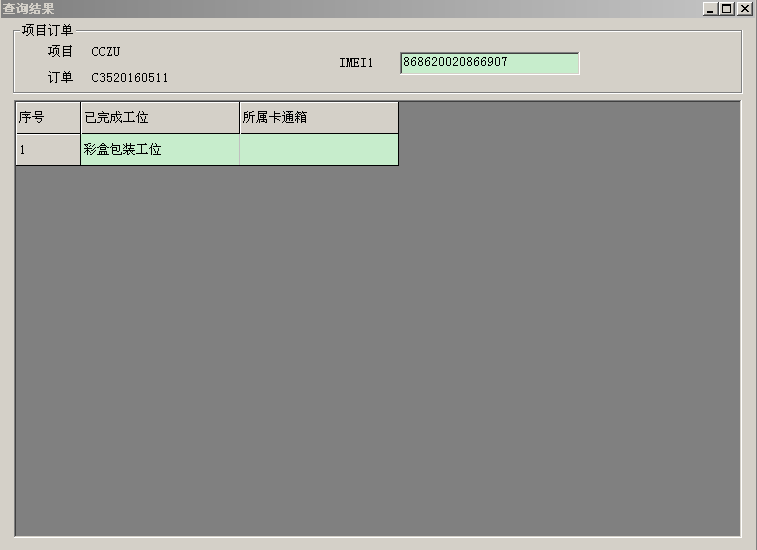 查询结果
项目订单
项目 CCZU
IMEI1 868620020866907
订单 C3520160511
序号 已完成工位 所属卡通箱
1 彩盒包装工位